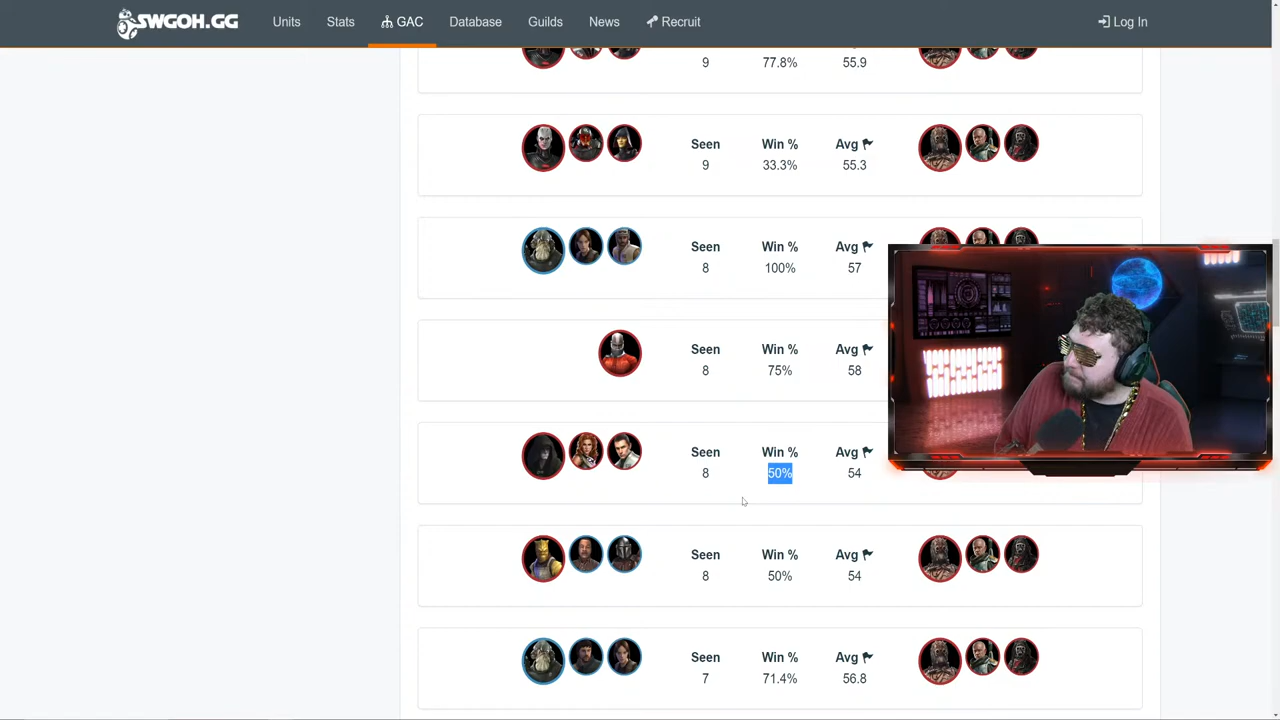 SWGOH.GG Units Stats GAC Database Guilds News Recruit Log In
9 77.8% 55.9
Seen Win % Avg
9 33.3% 55.3
Seen Win % Avg
8 100% 57
Seen Win % Avg
8 75% 58
Seen Win % Avg
8 50% 54
Seen Win % Avg
8 50% 54
Seen Win % Avg
7 71.4% 56.8